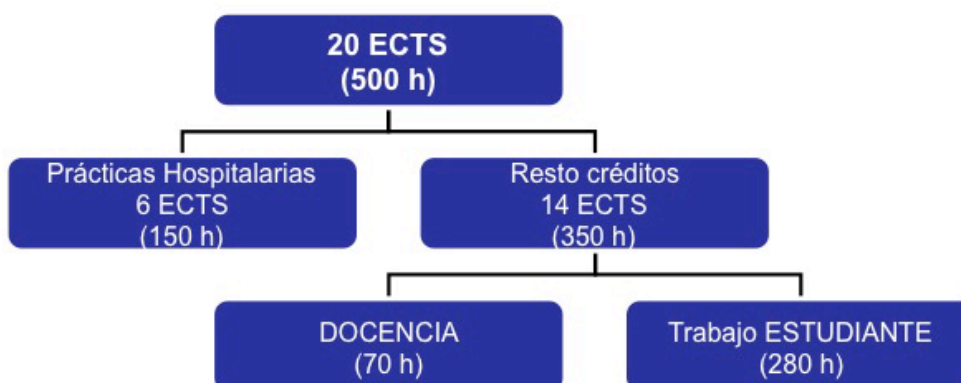 20 ECTS
(500 h)
Prácticas Hospitalarias
6 ECTS
(150 h)
Resto créditos
14 ECTS
(350 h)
DOCENCIA
(70 h)
Trabajo ESTUDIANTE
(280 h)